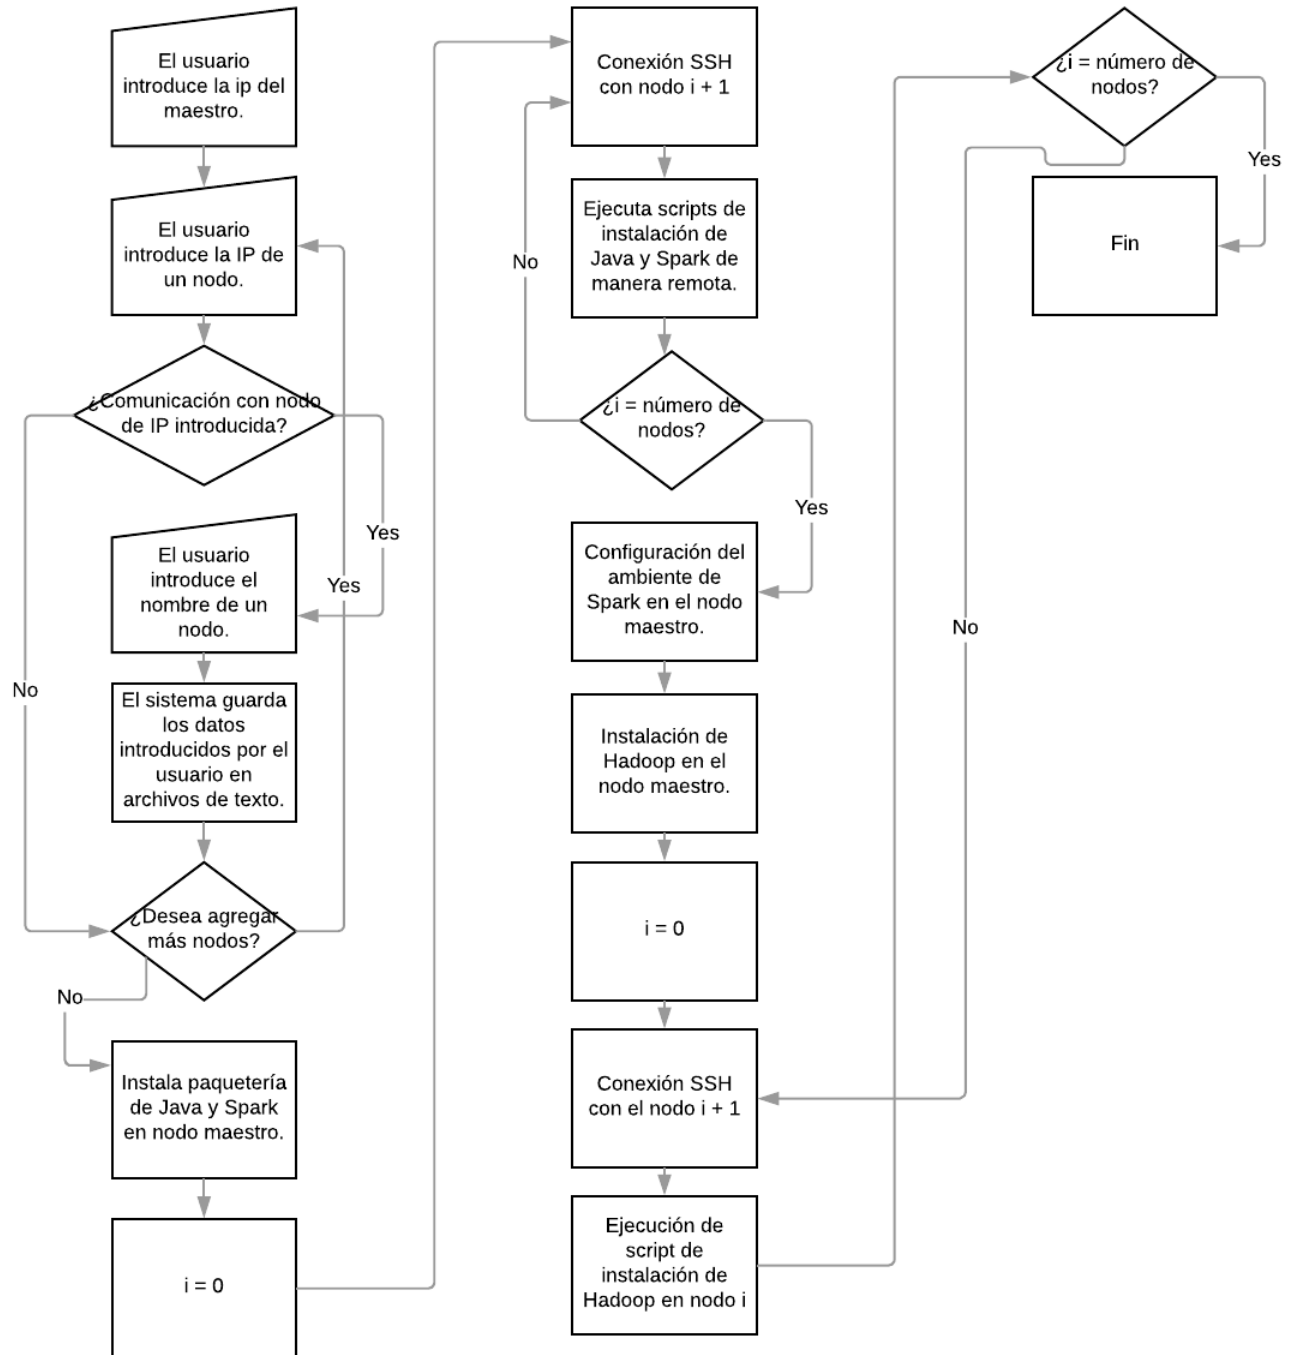 El usuario
introduce la ip del
maestro.
El usuario
introduce la IP de
un nodo.
¿Comunicación con nodo
de IP introducida?
Yes
El usuario
introduce el
nombre de un
nodo.
Yes
No
El sistema guarda
los datos
introducidos por el
usuario en
archivos de texto.
¿Desea agregar
más nodos?
No
Instala paquetería
de Java y Spark
en nodo maestro.
i = 0
Conexión SSH
con nodo i + 1
Ejecuta scripts de
instalación de
Java y Spark de
manera remota.
No
¿i = número de
nodos?
Yes
Configuración del
ambiente de
Spark en el nodo
maestro.
Instalación de
Hadoop en el
nodo maestro.
i = 0
Conexión SSH
con el nodo i + 1
Ejecución de
script de
instalación de
Hadoop en nodo i
¿i = número de
nodos?
Yes
Fin
No